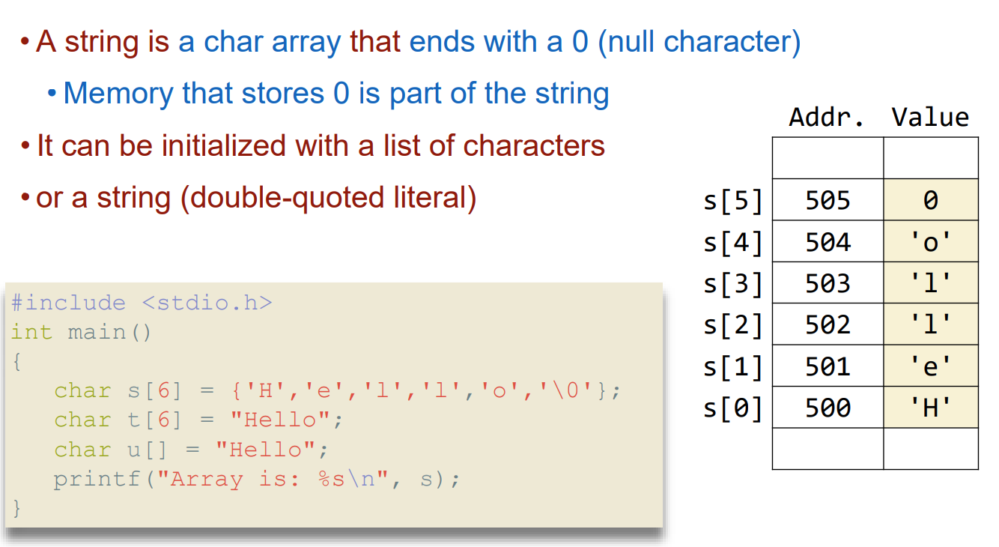 • A string is a char array that ends with a 0 (null character)
• Memory that stores 0 is part of the string
• It can be initialized with a list of characters
• or a string (double-quoted literal)
Addr. Value
s[5] 505 0
s[4] 504 'o'
s[3] 503 'l'
s[2] 502 'l'
s[1] 501 'e'
s[0] 500 'H'
#include <stdio.h>
int main()
{
   char s[6] = {'H','e','l','l','o','\0'};
   char t[6] = "Hello";
   char u[] = "Hello";
   printf("Array is: %s\n", s);
}